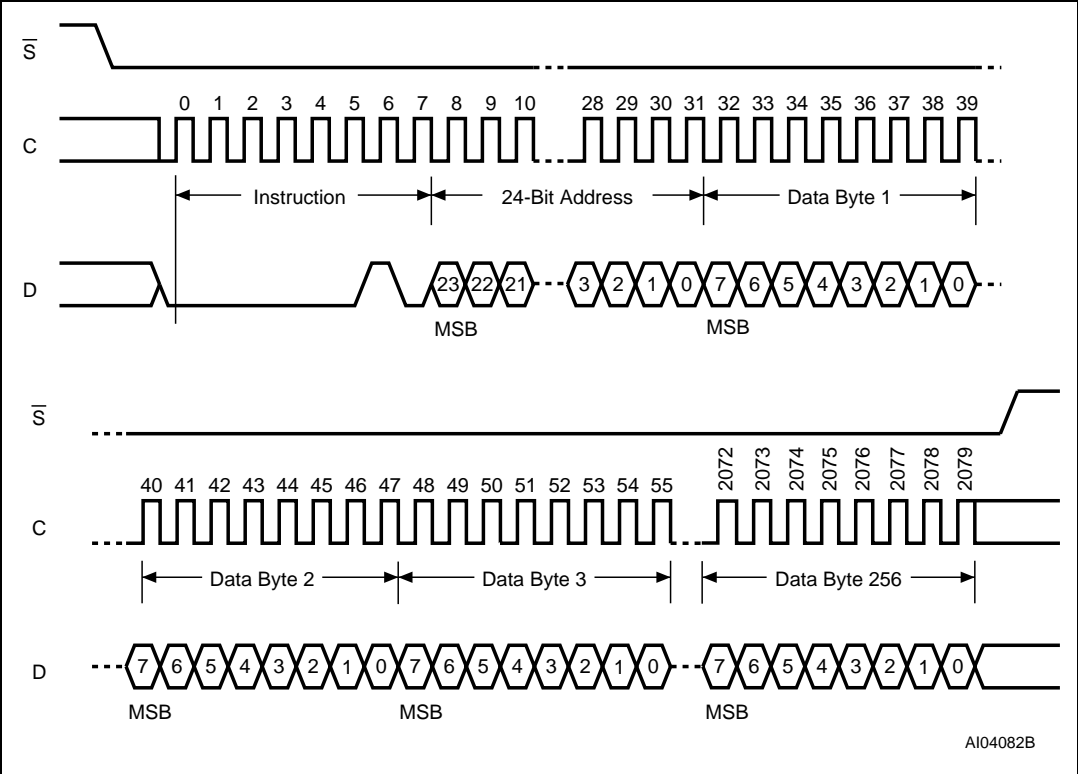 S̅
0 1 2 3 4 5 6 7 8 9 10 28 29 30 31 32 33 34 35 36 37 38 39
C
Instruction 24-Bit Address Data Byte 1
D 23 22 21 3 2 1 0 7 6 5 4 3 2 1 0
MSB MSB
S̅
2072 2073 2074 2075 2076 2077 2078 2079
40 41 42 43 44 45 46 47 48 49 50 51 52 53 54 55
C
Data Byte 2 Data Byte 3 Data Byte 256
D 7 6 5 4 3 2 1 0 7 6 5 4 3 2 1 0 7 6 5 4 3 2 1 0
MSB MSB MSB
AI04082B